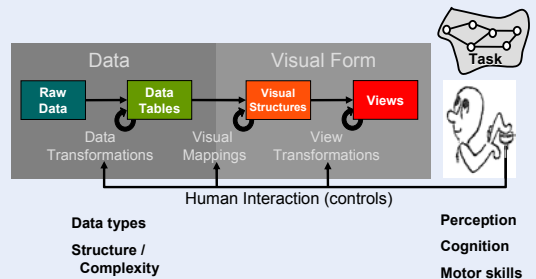 Data
Visual Form
Task
Raw
Data
Data
Tables
Visual
Structures
Views
Data
Transformations
Visual
Mappings
View
Transformations
Human Interaction (controls)
Data types
Structure /
Complexity
Perception
Cognition
Motor skills